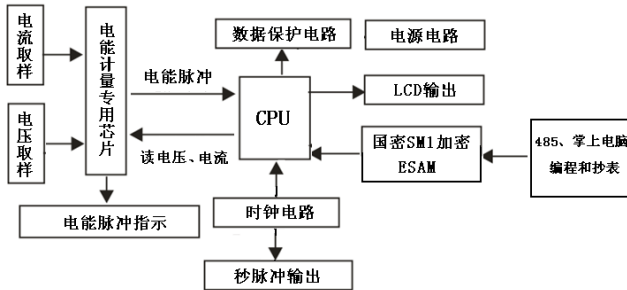 电流取样
电压取样
电能计量专用芯片
电能脉冲
读电压、电流
电能脉冲指示
数据保护电路
电源电路
CPU
LCD输出
国密SM1加密
ESAM
485、掌上电脑
编程和抄表
时钟电路
秒脉冲输出